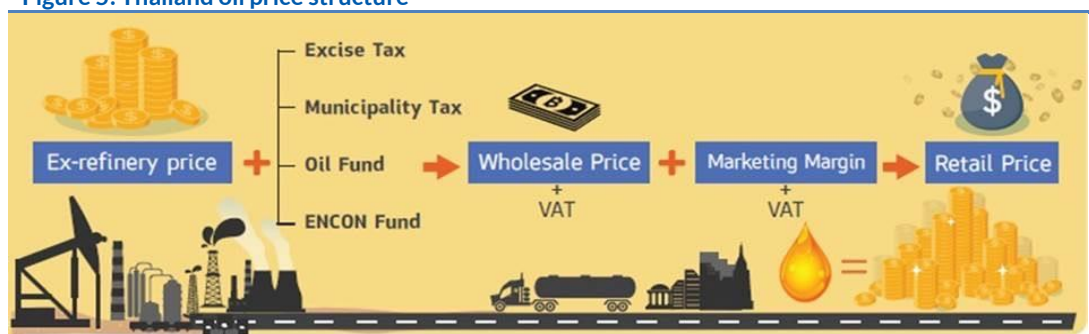 Figure 5: Thailand oil price structure
Excise Tax
Municipality Tax
Ex-refinery price + Oil Fund Wholesale Price + Marketing Margin Retail Price
+ VAT
+ VAT
ENCON Fund
=